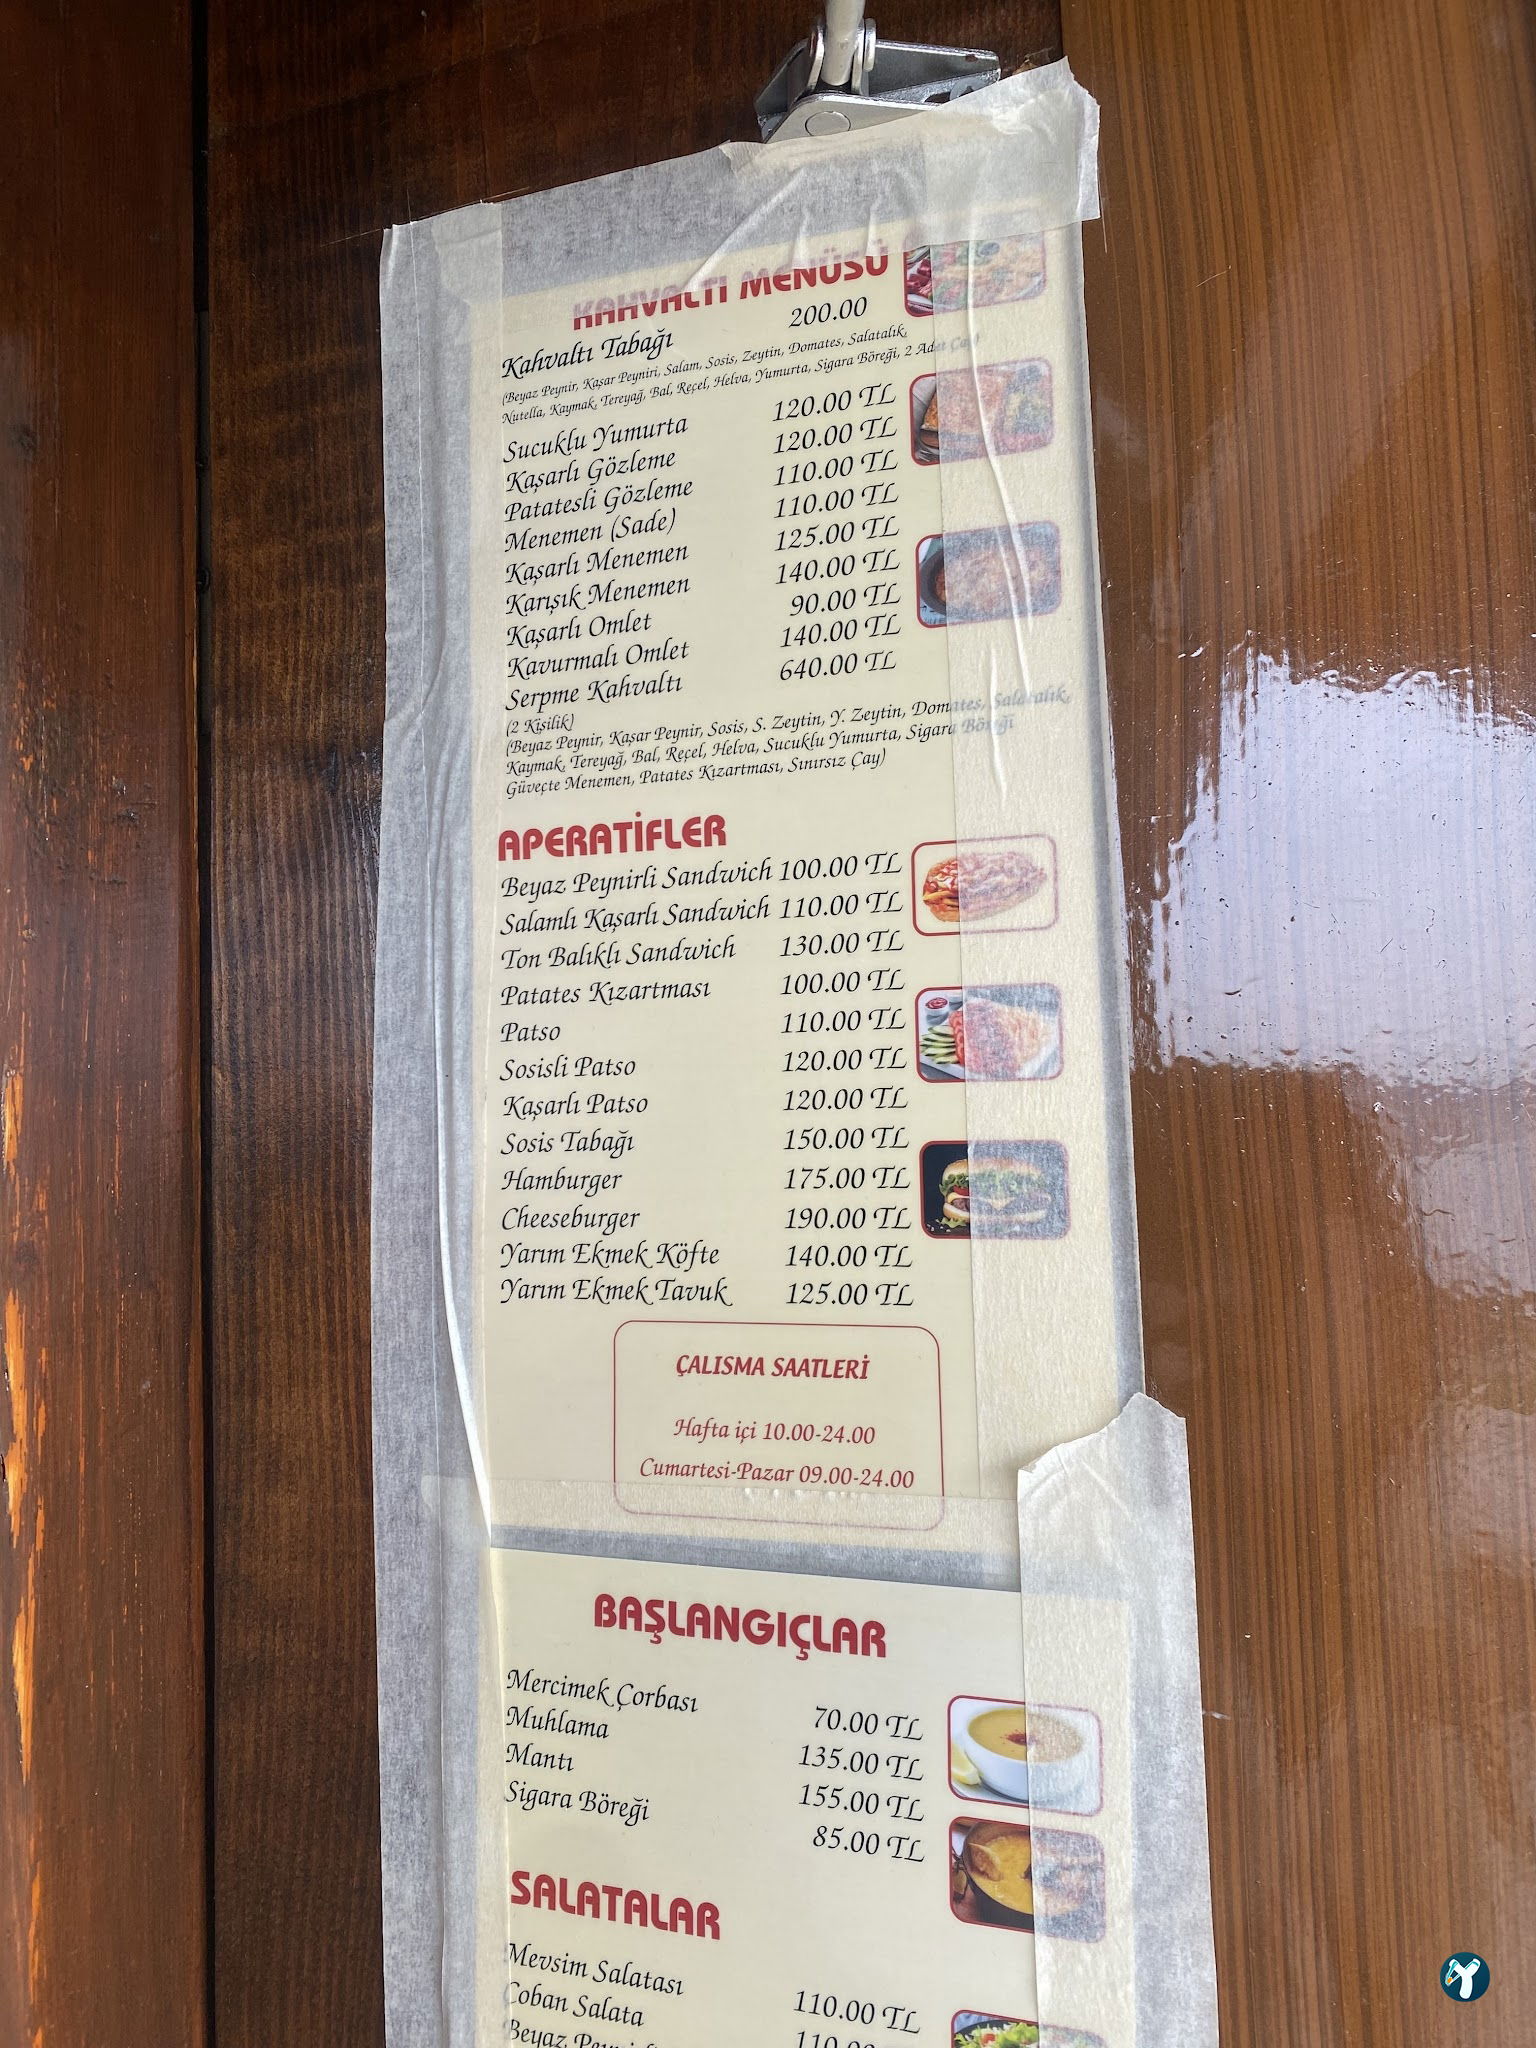 KAHVALTI MENÜSÜ
Kahvaltı Tabağı 200.00
(Beyaz Peynir, Kaşar Peyniri, Salam, Sosis, Zeytin, Domates, Salatalık,
Nutella, Kaymak, Tereyağ, Bal, Reçel, Helva, Yumurta, Sigara Böreği, 2 Adet Çay)
Sucuklu Yumurta 120.00 TL
Kaşarlı Gözleme 120.00 TL
Patatesli Gözleme 110.00 TL
Menemen (Sade) 110.00 TL
Kaşarlı Menemen 125.00 TL
Karışık Menemen 140.00 TL
Kaşarlı Omlet 90.00 TL
Kavurmalı Omlet 140.00 TL
Serpme Kahvaltı 640.00 TL
(2 Kişilik)
(Beyaz Peynir, Kaşar Peynir, Sosis, S. Zeytin, Y. Zeytin, Domates, Salatalık,
Kaymak, Tereyağ, Bal, Reçel, Helva, Sucuklu Yumurta, Sigara Böreği
Güveçte Menemen, Patates Kızartması, Sınırsız Çay)
APERATİFLER
Beyaz Peynirli Sandwich 100.00 TL
Salamlı Kaşarlı Sandwich 110.00 TL
Ton Balıklı Sandwich 130.00 TL
Patates Kızartması 100.00 TL
Patso 110.00 TL
Sosisli Patso 120.00 TL
Kaşarlı Patso 120.00 TL
Sosis Tabağı 150.00 TL
Hamburger 175.00 TL
Cheeseburger 190.00 TL
Yarım Ekmek Köfte 140.00 TL
Yarım Ekmek Tavuk 125.00 TL
ÇALISMA SAATLERİ
Hafta içi 10.00-24.00
Cumartesi-Pazar 09.00-24.00
BAŞLANGIÇLAR
Mercimek Çorbası 70.00 TL
Muhlama 135.00 TL
Mantı 155.00 TL
Sigara Böreği 85.00 TL
SALATALAR
Mevsim Salatası 110.00 TL
Çoban Salata 110.00
Beyaz